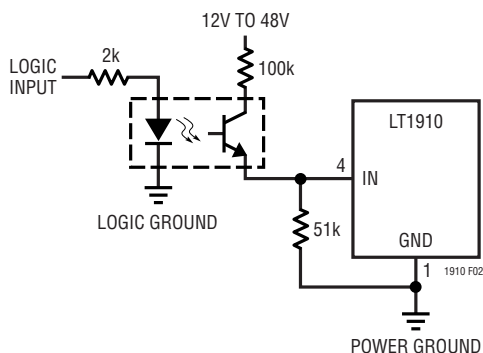 12V TO 48V
2k
LOGIC
INPUT
100k
LT1910
4
IN
LOGIC GROUND
51k
GND
1
1910 F02
POWER GROUND